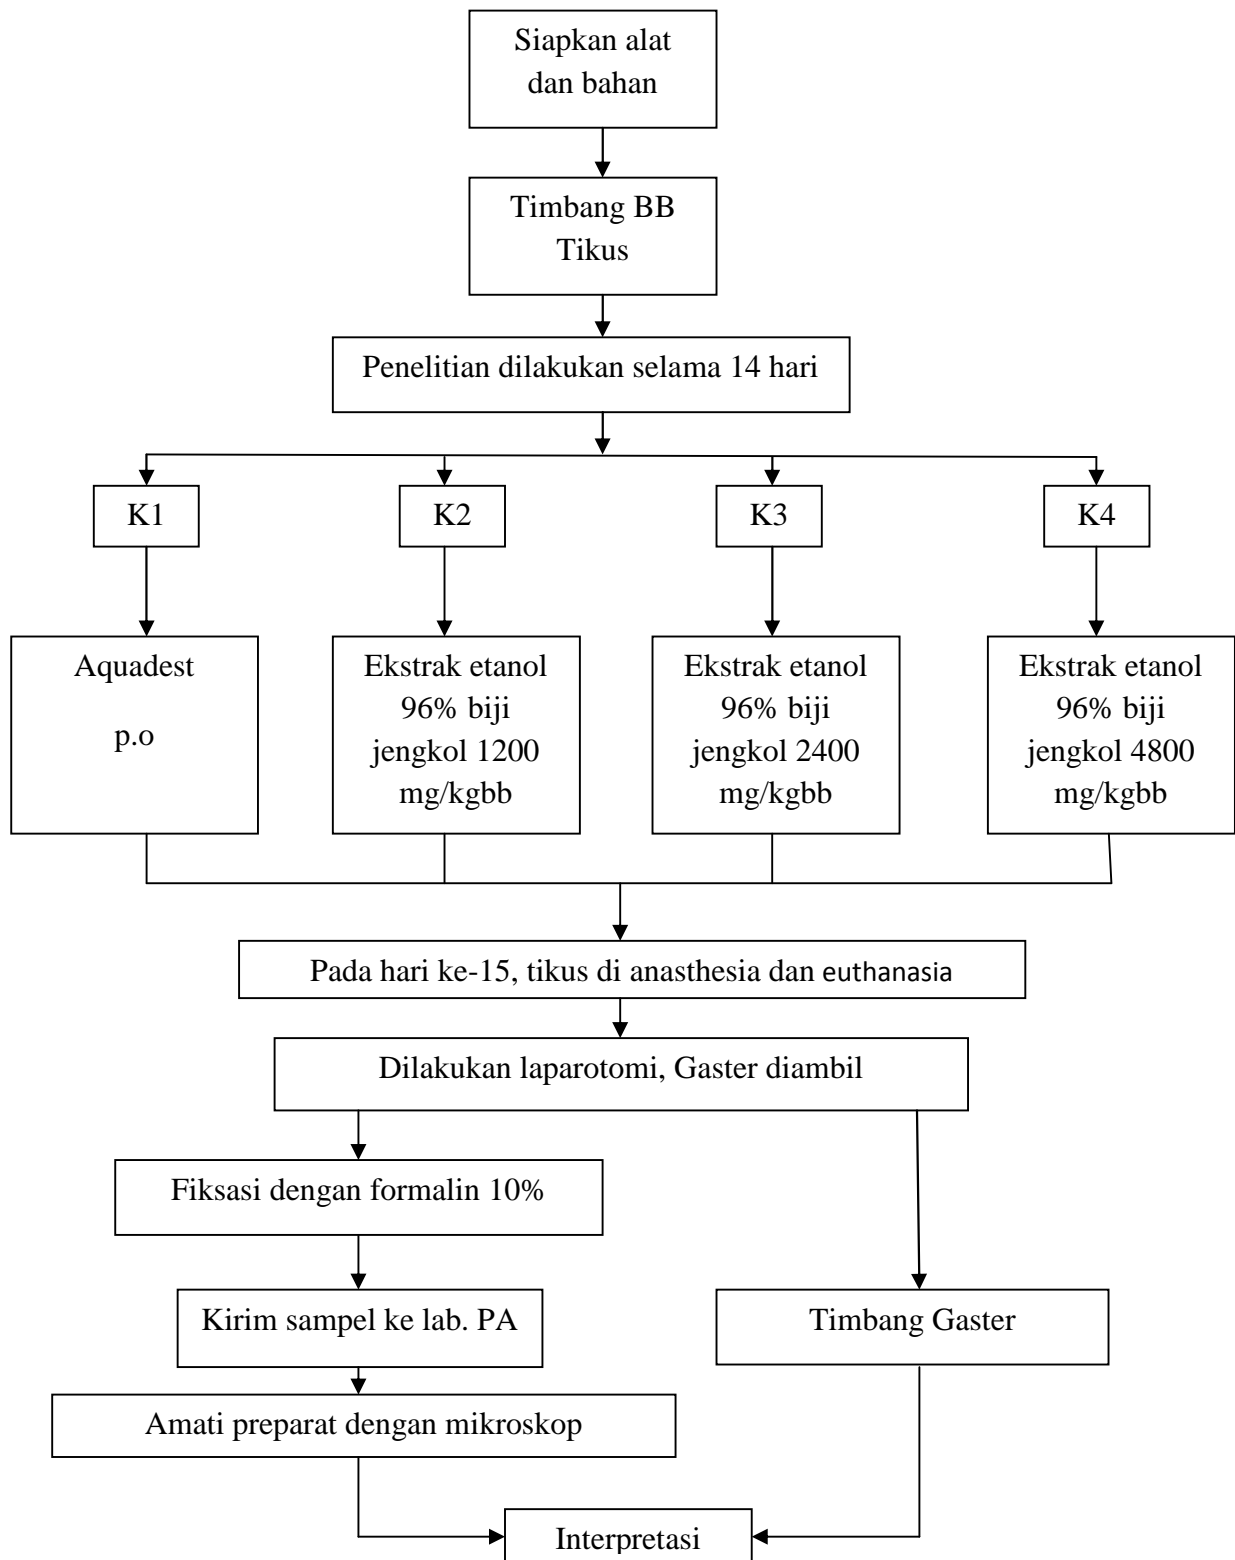 Siapkan alat
dan bahan
Timbang BB
Tikus
Penelitian dilakukan selama 14 hari
K1
K2
K3
K4
Aquadest
p.o
Ekstrak etanol
96% biji
jengkol 1200
mg/kgbb
Ekstrak etanol
96% biji
jengkol 2400
mg/kgbb
Ekstrak etanol
96% biji
jengkol 4800
mg/kgbb
Pada hari ke-15, tikus di anasthesia dan euthanasia
Dilakukan laparotomi, Gaster diambil
Fiksasi dengan formalin 10%
Kirim sampel ke lab. PA
Timbang Gaster
Amati preparat dengan mikroskop
Interpretasi